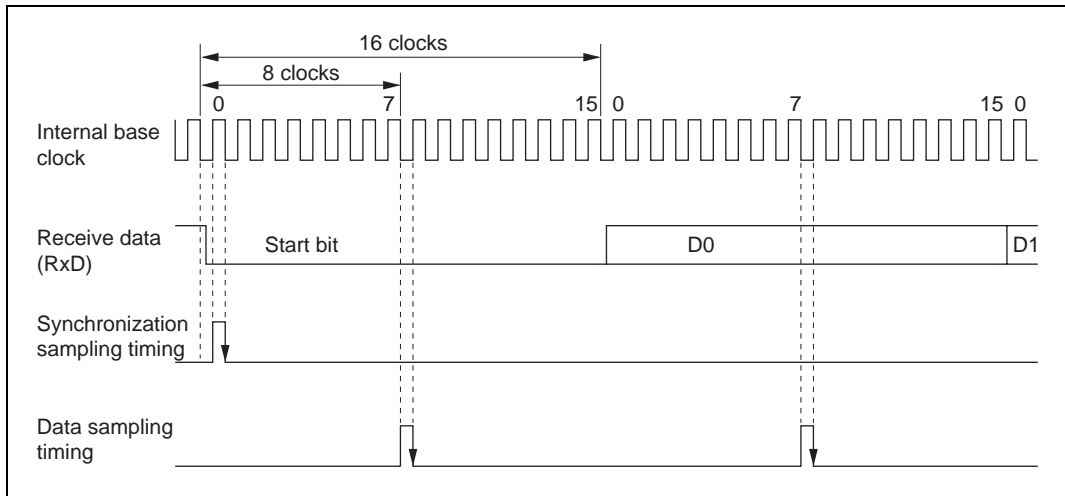 16 clocks
8 clocks
0 7 15 0 7 15 0
Internal base
clock
Receive data
(RxD)
Start bit D0 D1
Synchronization
sampling timing
Data sampling
timing